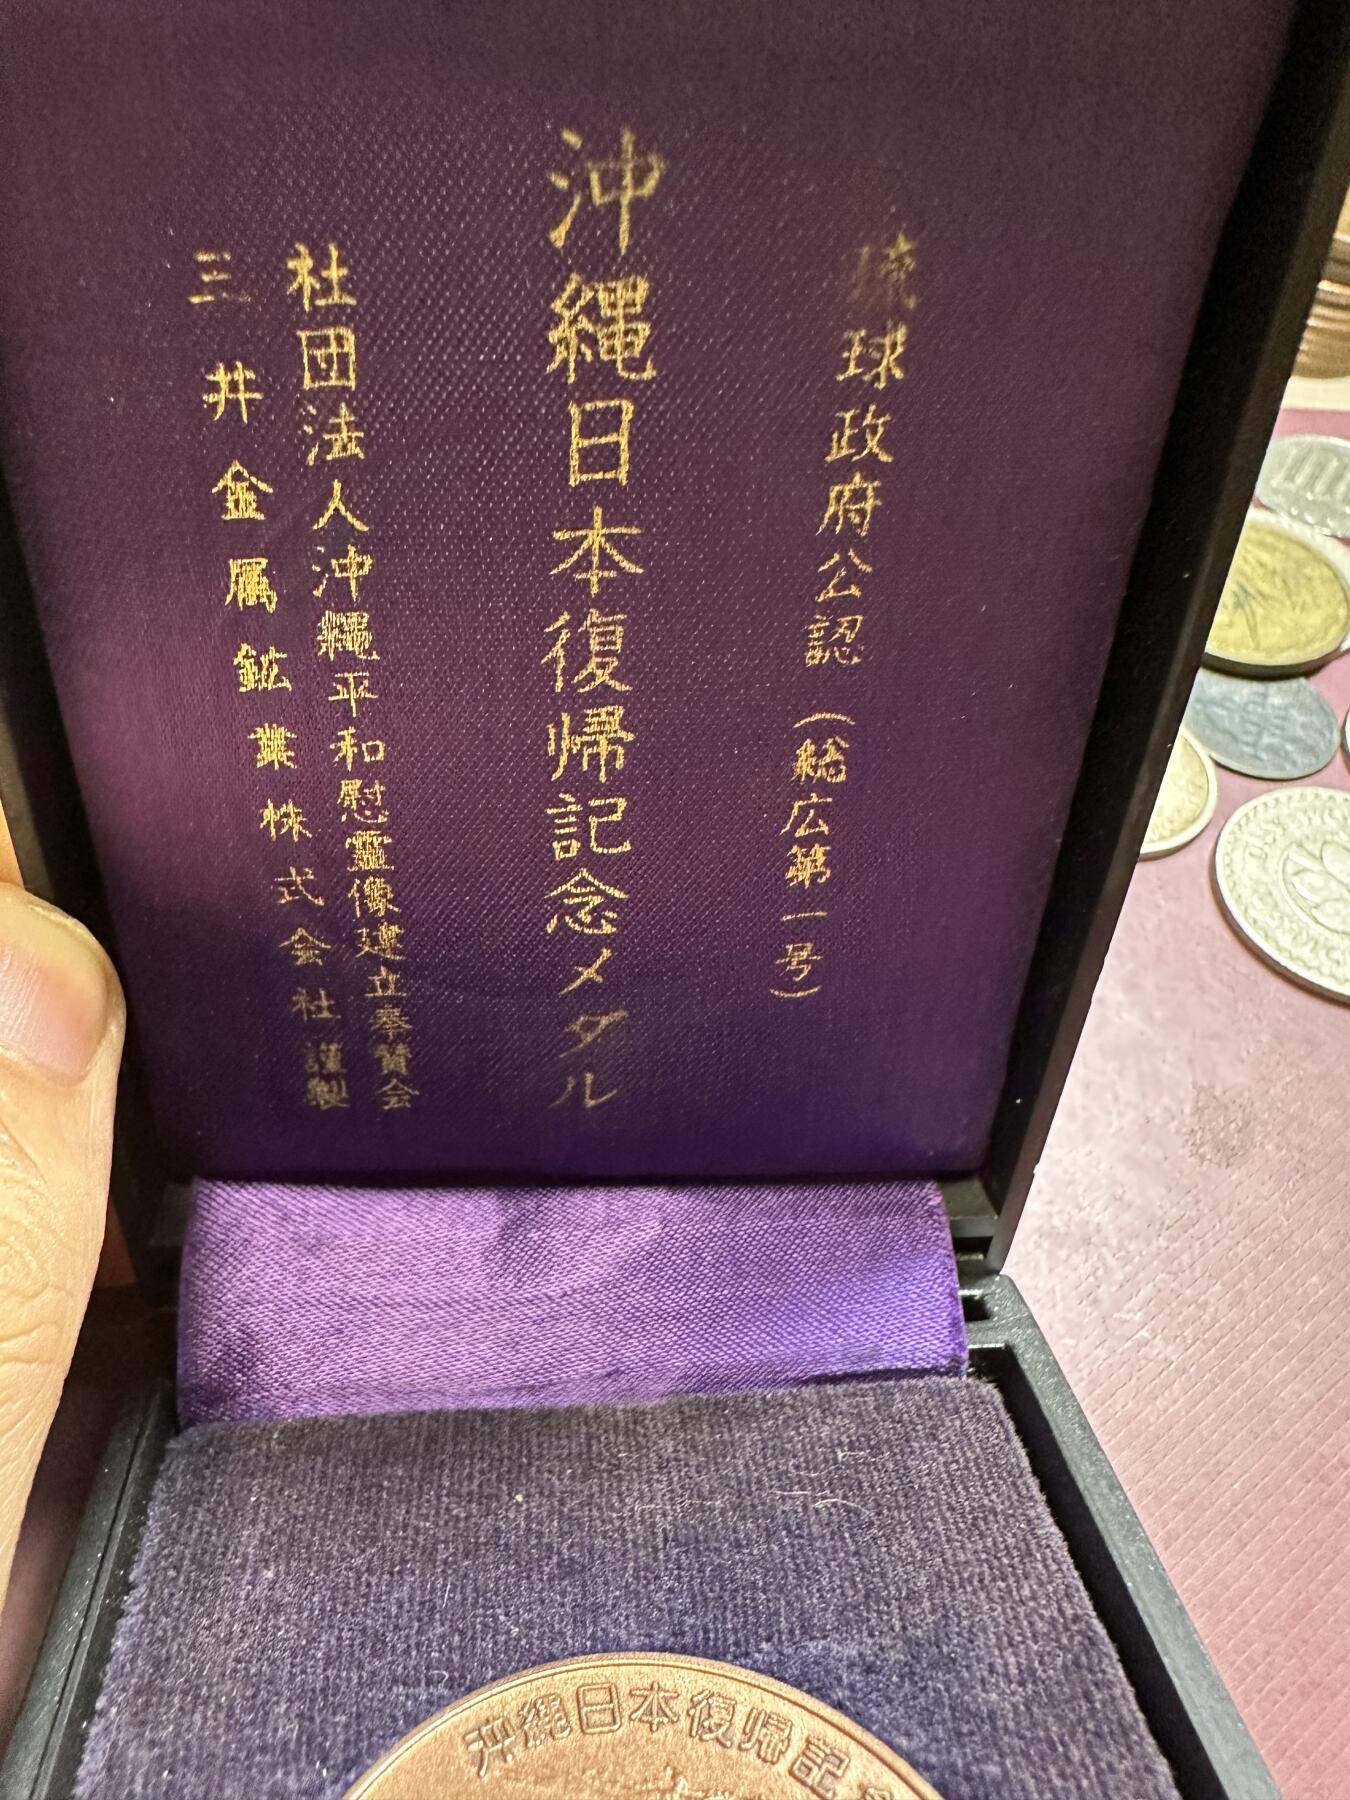 琉球政府公認(総広第一号)
沖縄日本復帰記念メダル
社団法人沖縄平和慰霊像建立奉賛会
三井金属鉱業株式会社謹製
沖縄日本復帰記
100